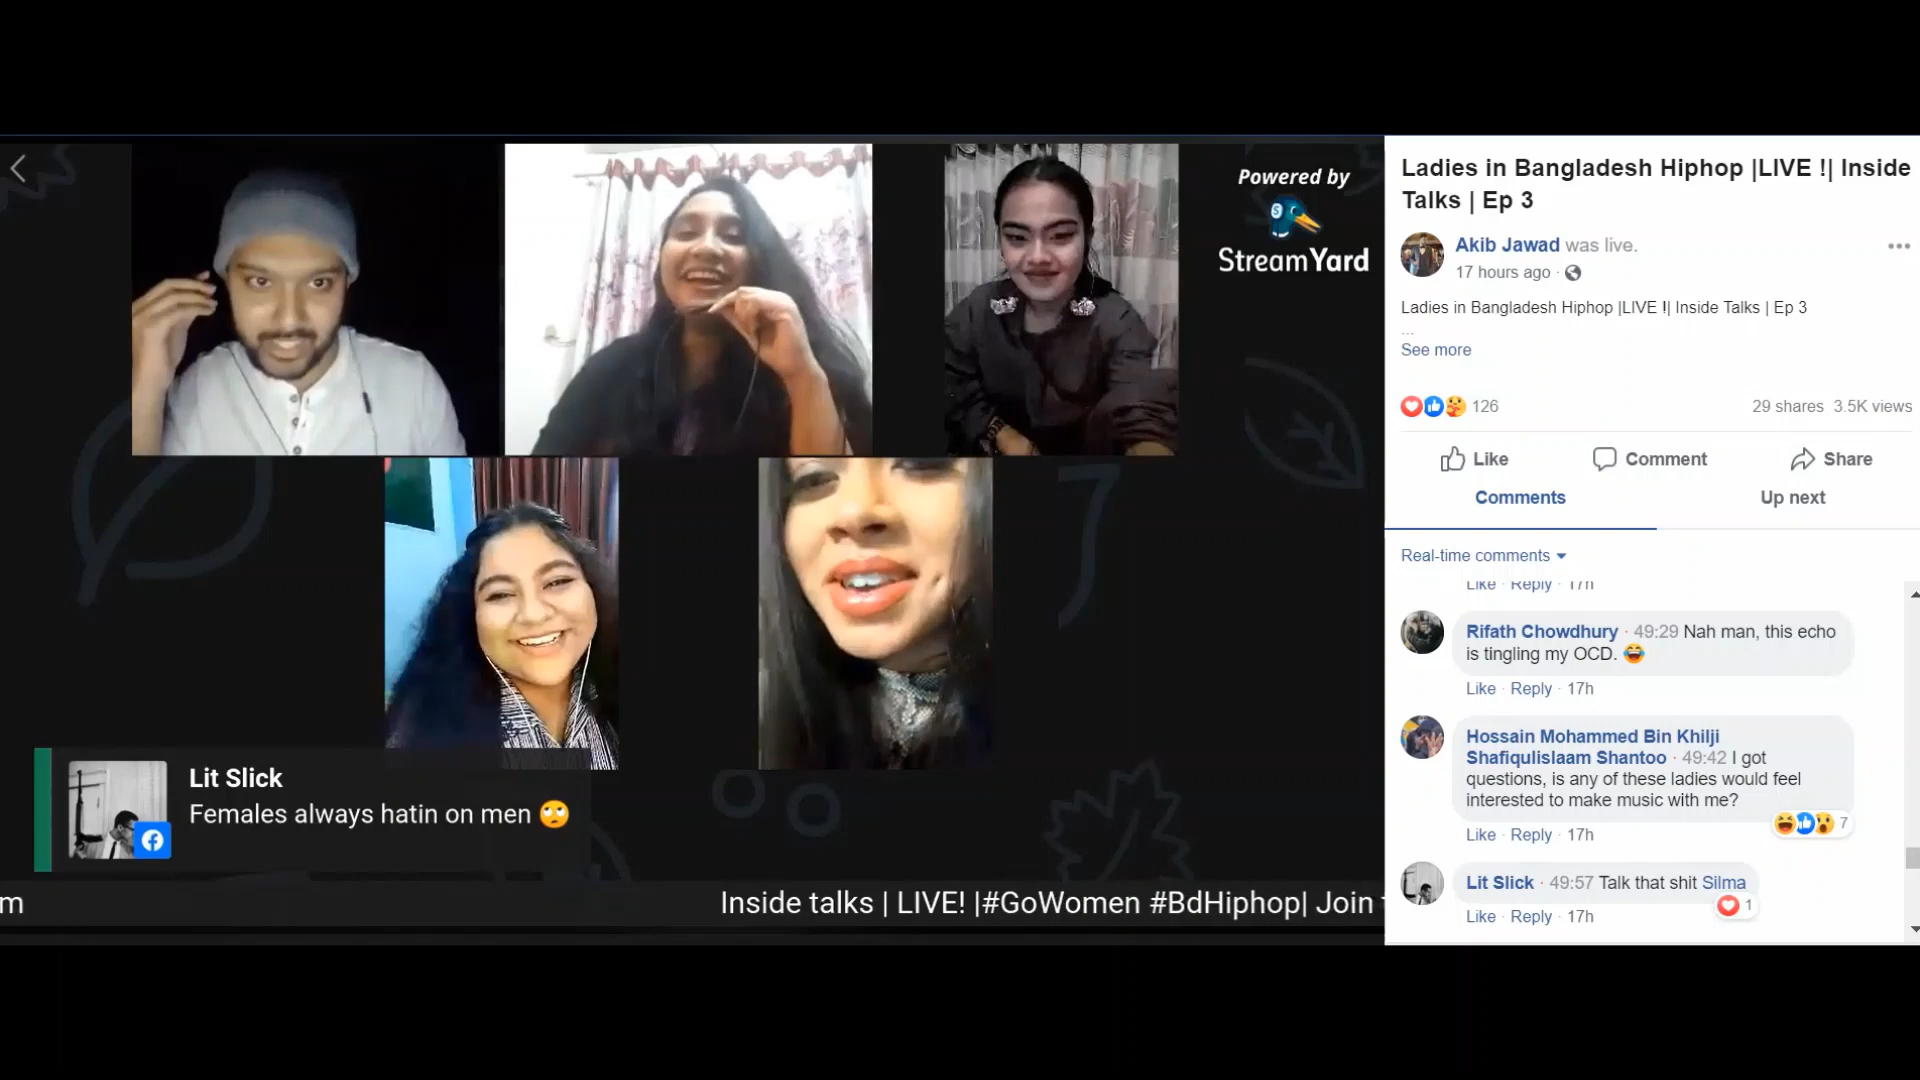 Powered by
StreamYard
Lit Slick
Females always hatin on men 🙄
m
Inside talks | LIVE! |#GoWomen #BdHiphop| Join
Ladies in Bangladesh Hiphop |LIVE !| Inside
Talks | Ep 3
Akib Jawad was live.
17 hours ago ·
Ladies in Bangladesh Hiphop |LIVE !| Inside Talks | Ep 3
...
See more
126
29 shares 3.5K views
Like
Comment
Share
Comments
Up next
Real-time comments
Like · Reply · 17h
Rifath Chowdhury · 49:29 Nah man, this echo
is tingling my OCD. 😂
Like · Reply · 17h
Hossain Mohammed Bin Khilji
Shafiqulislaam Shantoo · 49:42 I got
questions, is any of these ladies would feel
interested to make music with me?
7
Like · Reply · 17h
Lit Slick · 49:57 Talk that shit Silma
1
Like · Reply · 17h